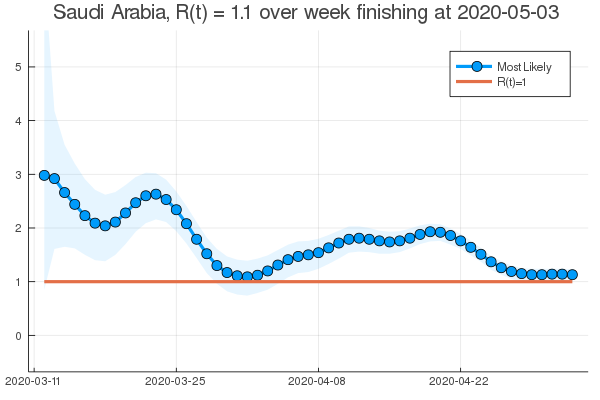 Saudi Arabia, R(t) = 1.1 over week finishing at 2020-05-03
Most Likely
R(t)=1
5
4
3
2
1
0
2020-03-11 2020-03-25 2020-04-08 2020-04-22